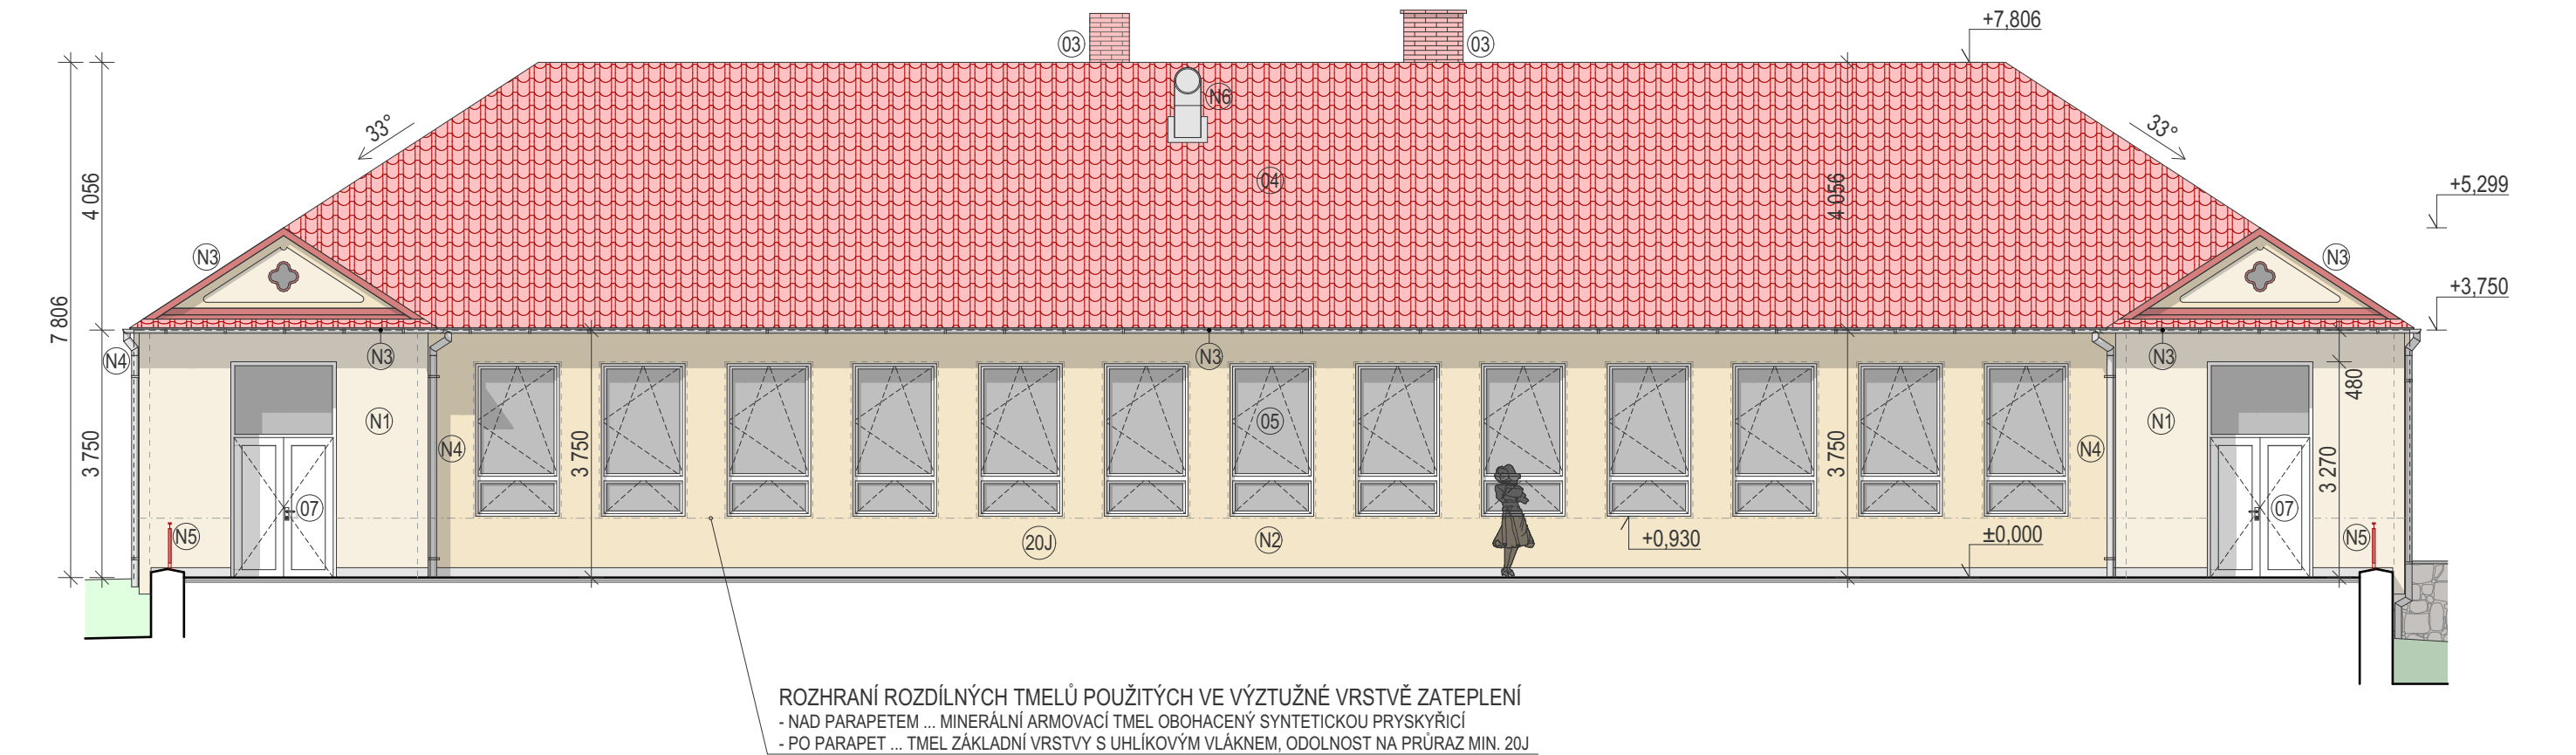 03
03
+7,806
N6
33°
33°
04
4 056
4 056
+5,299
N3
N3
+3,750
7 806
N4
N3
N3
N3
480
N1
05
N1
3 750
N4
3 750
3 750
N4
3 270
07
07
N5
20J
N2
+0,930
±0,000
N5
ROZHRANÍ ROZDÍLNÝCH TMELŮ POUŽITÝCH VE VÝZTUŽNÉ VRSTVĚ ZATEPLENÍ
- NAD PARAPETEM ... MINERÁLNÍ ARMOVACÍ TMEL OBOHACENÝ SYNTETICKOU PRYSKYŘICÍ
- PO PARAPET ... TMEL ZÁKLADNÍ VRSTVY S UHLÍKOVÝM VLÁKNEM, ODOLNOST NA PRŮRAZ MIN. 20J